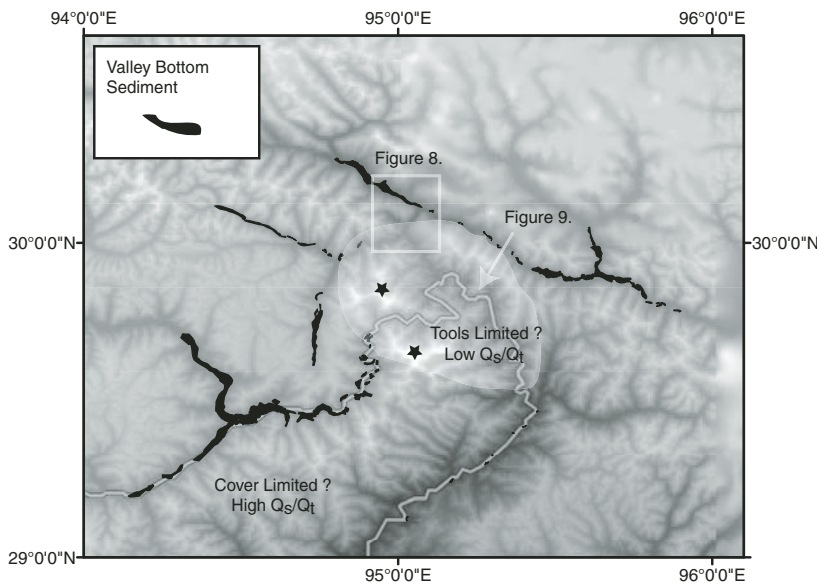 94°0'0"E
95°0'0"E
96°0'0"E
Valley Bottom
Sediment
Figure 8.
Figure 9.
30°0'0"N
30°0'0"N
Tools Limited ?
Low Qs/Qt
Cover Limited ?
High Qs/Qt
29°0'0"N
95°0'0"E
96°0'0"E